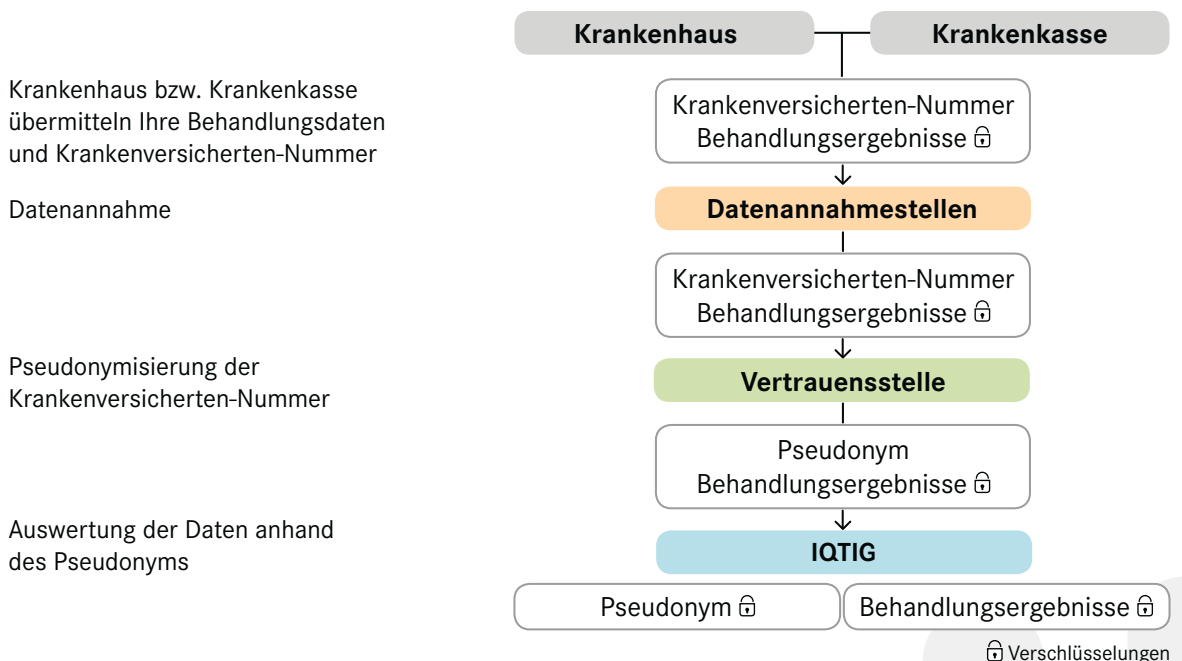 Krankenhaus
Krankenkasse
Krankenhaus bzw. Krankenkasse
übermitteln Ihre Behandlungsdaten
und Krankenversicherten-Nummer
Krankenversicherten-Nummer
Behandlungsergebnisse
Datenannahme
Datenannahmestellen
Krankenversicherten-Nummer
Behandlungsergebnisse
Pseudonymisierung der
Krankenversicherten-Nummer
Vertrauensstelle
Pseudonym
Behandlungsergebnisse
Auswertung der Daten anhand
des Pseudonyms
IQTIG
Pseudonym
Behandlungsergebnisse
Verschlüsselungen